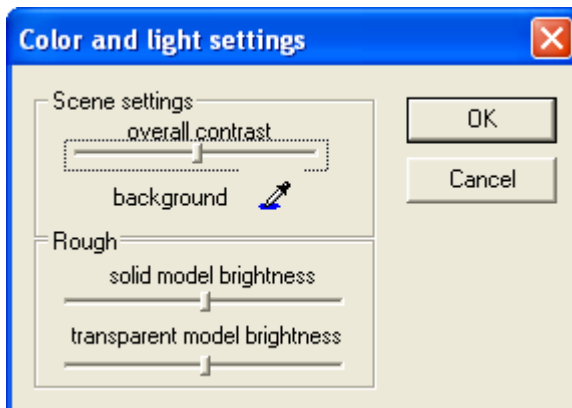 Color and light settings
Scene settings
overall contrast
background
Rough
solid model brightness
transparent model brightness
OK
Cancel